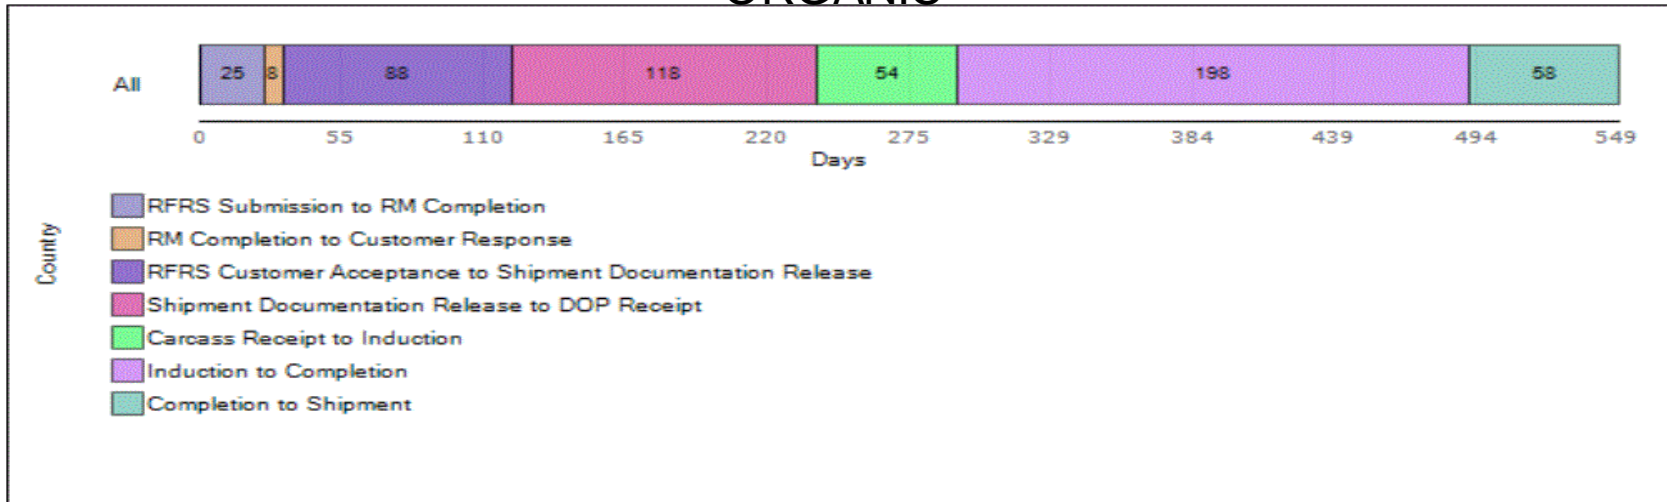 ORGANIC
All
25 8 88 118 54 198 58
0 55 110 165 220 275 329 384 439 494 549
Days
Country
RFRS Submission to RM Completion
RM Completion to Customer Response
RFRS Customer Acceptance to Shipment Documentation Release
Shipment Documentation Release to DOP Receipt
Carcass Receipt to Induction
Induction to Completion
Completion to Shipment